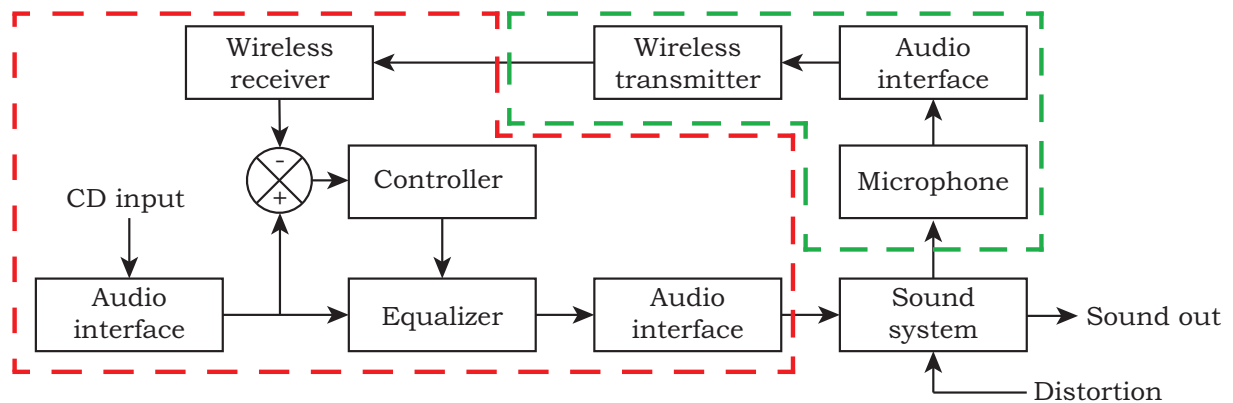 Wireless
receiver
Wireless
transmitter
Audio
interface
-
+
Controller
Microphone
CD input
Audio
interface
Equalizer
Audio
interface
Sound
system
Sound out
Distortion